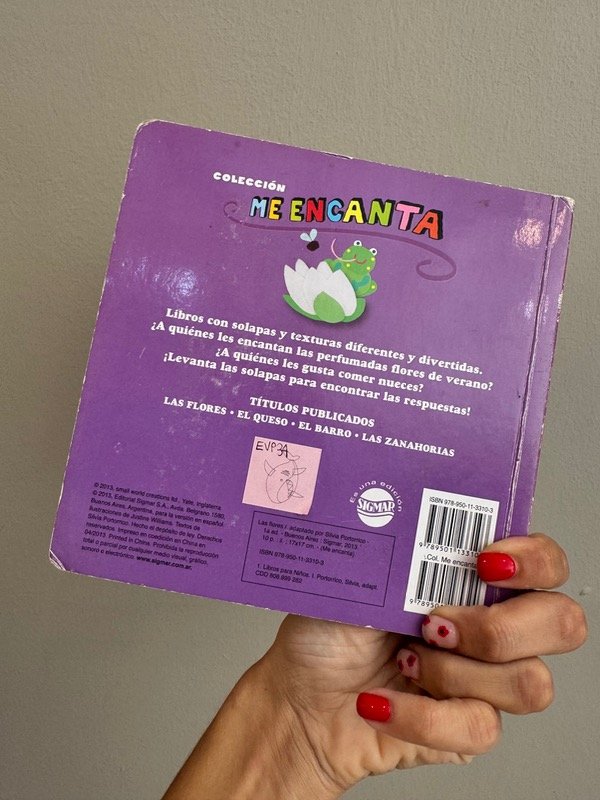 COLECCIÓN
ME ENCANTA
Libros con solapas y texturas diferentes y divertidas.
¿A quiénes les encantan las perfumadas flores de verano?
¿A quiénes les gusta comer nueces?
¡Levanta las solapas para encontrar las respuestas!
TÍTULOS PUBLICADOS
LAS FLORES • EL QUESO • EL BARRO • LAS ZANAHORIAS
© 2013, small world creations ltd., Yate, Inglaterra.
© 2013, Editorial Sigmar S.A., Avda. Belgrano 1580,
Buenos Aires, Argentina, para la versión en español.
Ilustraciones de Justine Williams. Textos de
Silvia Portorrico. Hecho el depósito de ley. Derechos
reservados. Impreso en edición en China en
04/2013. Printed in China. Prohibida la reproducción
total o parcial por cualquier medio visual, gráfico,
sonoro o electrónico. www.sigmar.com.ar
Es una edición
SIGMAR
Las flores / adaptado por Silvia Portorrico -
1a ed. - Buenos Aires : Sigmar, 2013.
10 p. ; 17x17 cm - (Me encanta)
ISBN 978-950-11-3310-3
1. Libros para Niños. I. Portorrico, Silvia, adapt.
CDD 808.899 282
ISBN 978-950-11-3310-3
Col. Me encanta